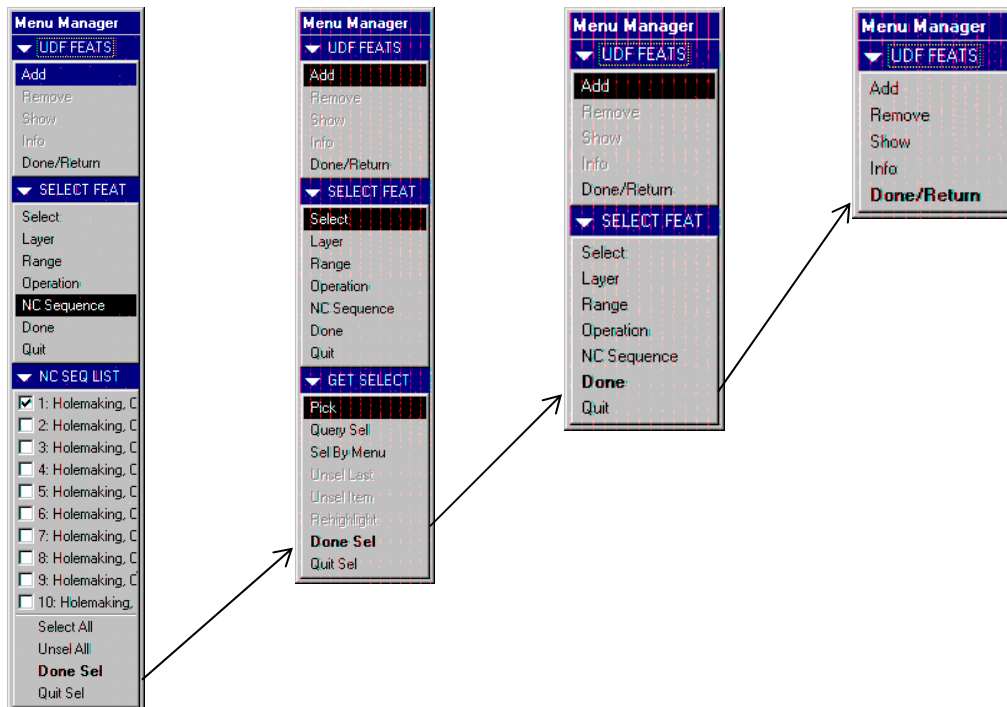 Menu Manager
UDF FEATS
Add
Remove
Show
Info
Done/Return
SELECT FEAT
Select
Layer
Range
Operation
NC Sequence
Done
Quit
NC SEQ LIST
1: Holemaking, C
2: Holemaking, C
3: Holemaking, C
4: Holemaking, C
5: Holemaking, C
6: Holemaking, C
7: Holemaking, C
8: Holemaking, C
9: Holemaking, C
10: Holemaking,
Select All
Unsel All
Done Sel
Quit Sel
Menu Manager
UDF FEATS
Add
Remove
Show
Info
Done/Return
SELECT FEAT
Select
Layer
Range
Operation
NC Sequence
Done
Quit
GET SELECT
Pick
Query Sel
Sel By Menu
Unsel Last
Unsel Item
Rehighlight
Done Sel
Quit Sel
Menu Manager
UDF FEATS
Add
Remove
Show
Info
Done/Return
SELECT FEAT
Select
Layer
Range
Operation
NC Sequence
Done
Quit
Menu Manager
UDF FEATS
Add
Remove
Show
Info
Done/Return